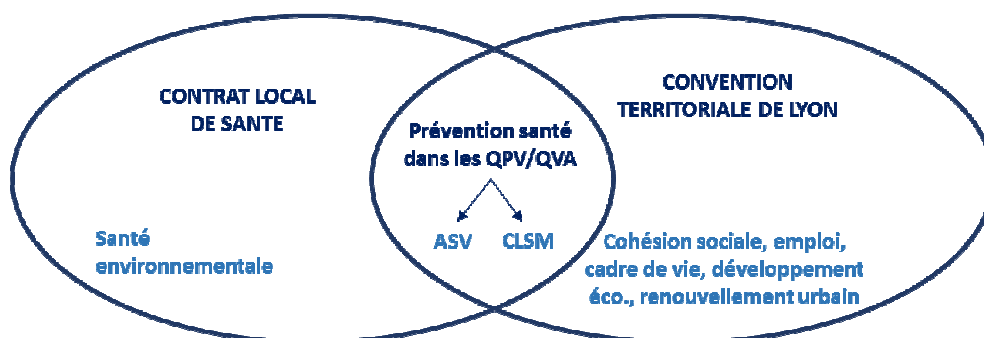 CONTRAT LOCAL
DE SANTE
Santé
environnementale
Prévention santé
dans les QPV/QVA
ASV CLSM
CONVENTION
TERRITORIALE DE LYON
Cohésion sociale, emploi,
cadre de vie, développement
éco., renouvellement urbain